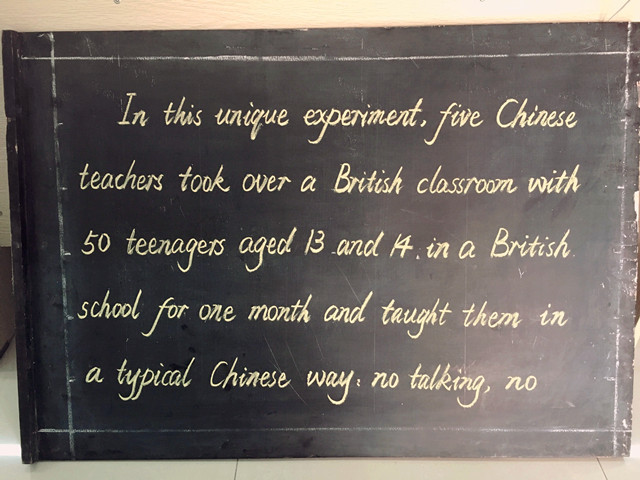 In this unique experiment, five Chinese
teachers took over a British classroom with
50 teenagers aged 13 and 14 in a British
school for one month and taught them in
a typical Chinese way: no talking, no